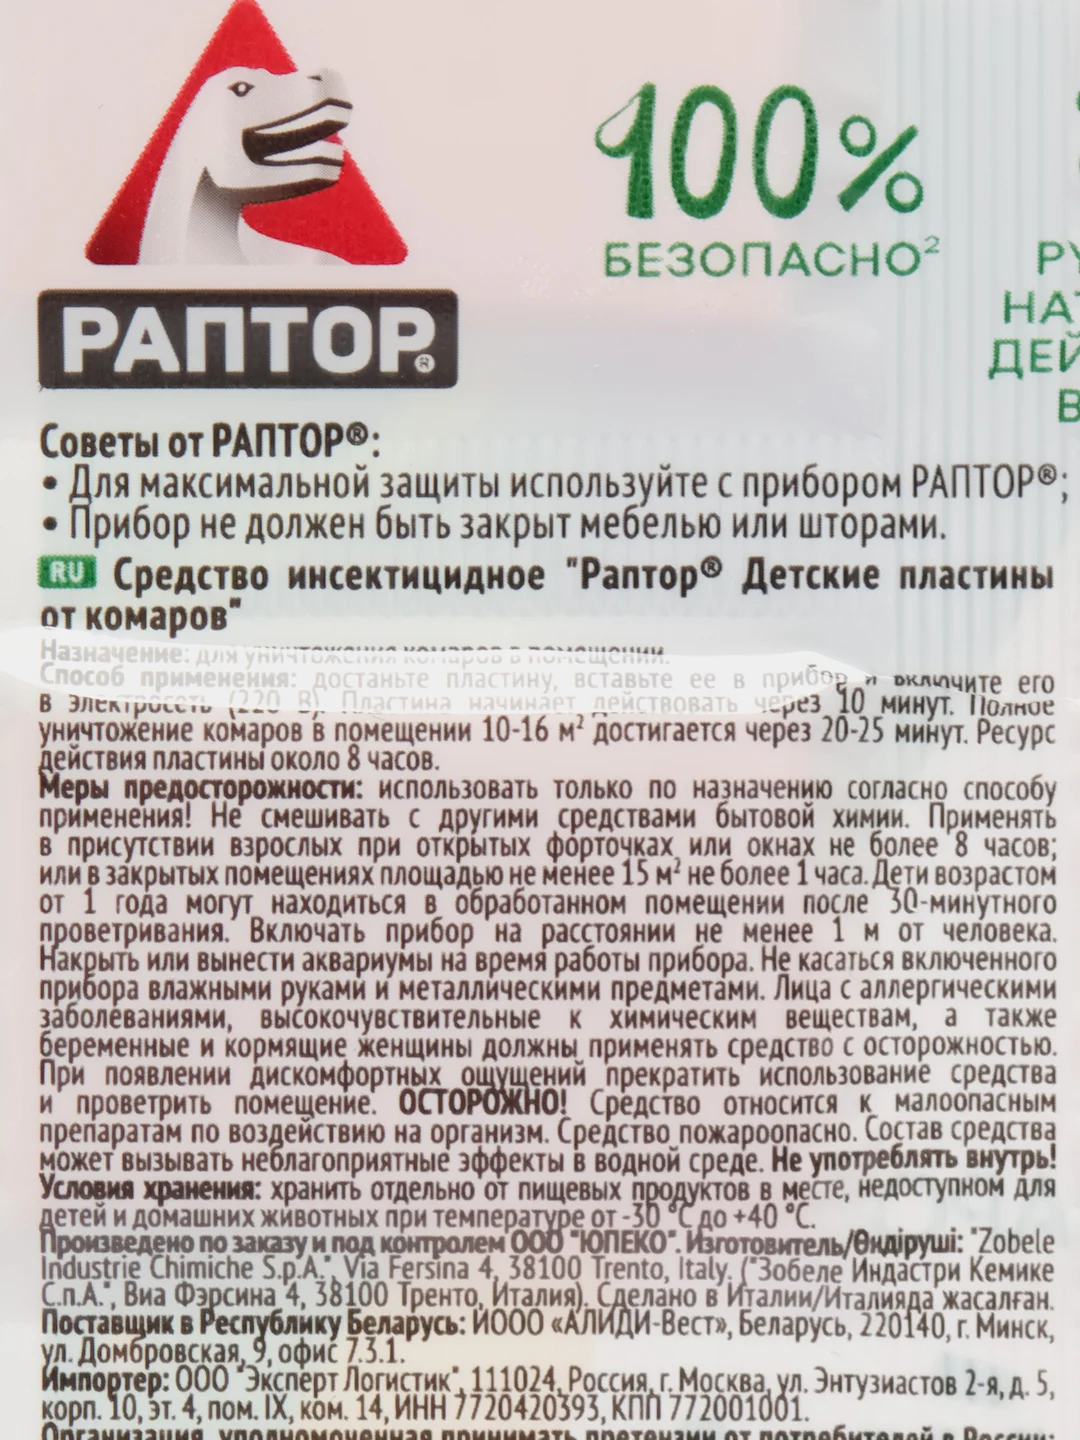 100%
БЕЗОПАСНО²
РАПТОР®
Советы от РАПТОР®:
• Для максимальной защиты используйте с прибором РАПТОР®;
• Прибор не должен быть закрыт мебелью или шторами.
RU Средство инсектицидное "Раптор® Детские пластины
от комаров"
Назначение: для уничтожения комаров в помещении.
Способ применения: достаньте пластину, вставьте ее в прибор и включите его
в электросеть (220 В). Пластина начинает действовать через 10 минут. Полное
уничтожение комаров в помещении 10-16 м² достигается через 20-25 минут. Ресурс
действия пластины около 8 часов.
Меры предосторожности: использовать только по назначению согласно способу
применения! Не смешивать с другими средствами бытовой химии. Применять
в присутствии взрослых при открытых форточках или окнах не более 8 часов;
или в закрытых помещениях площадью не менее 15 м² не более 1 часа. Дети возрастом
от 1 года могут находиться в обработанном помещении после 30-минутного
проветривания. Включать прибор на расстоянии не менее 1 м от человека.
Накрыть или вынести аквариумы на время работы прибора. Не касаться включенного
прибора влажными руками и металлическими предметами. Лица с аллергическими
заболеваниями, высокочувствительные к химическим веществам, а также
беременные и кормящие женщины должны применять средство с осторожностью.
При появлении дискомфортных ощущений прекратить использование средства
и проветрить помещение. ОСТОРОЖНО! Средство относится к малоопасным
препаратам по воздействию на организм. Средство пожароопасно. Состав средства
может вызывать неблагоприятные эффекты в водной среде. Не употреблять внутрь!
Условия хранения: хранить отдельно от пищевых продуктов в месте, недоступном для
детей и домашних животных при температуре от -30 °C до +40 °C.
Произведено по заказу и под контролем ООО "ЮПЕКО". Изготовитель/Өндіруші: "Zobele
Industrie Chimiche S.p.A.", Via Fersina 4, 38100 Trento, Italy. ("Зобеле Индастри Кемике
С.п.А.", Виа Фэрсина 4, 38100 Тренто, Италия). Сделано в Италии/Италияда жасалған.
Поставщик в Республику Беларусь: ИООО «АЛИДИ-Вест», Беларусь, 220140, г. Минск,
ул. Домбровская, 9, офис 7.3.1.
Импортер: ООО "Эксперт Логистик", 111024, Россия, г. Москва, ул. Энтузиастов 2-я, д. 5,
корп. 10, эт. 4, пом. IX, ком. 14, ИНН 7720420393, КПП 772001001.
Организация, уполномоченная принимать претензии от потребителей в России: